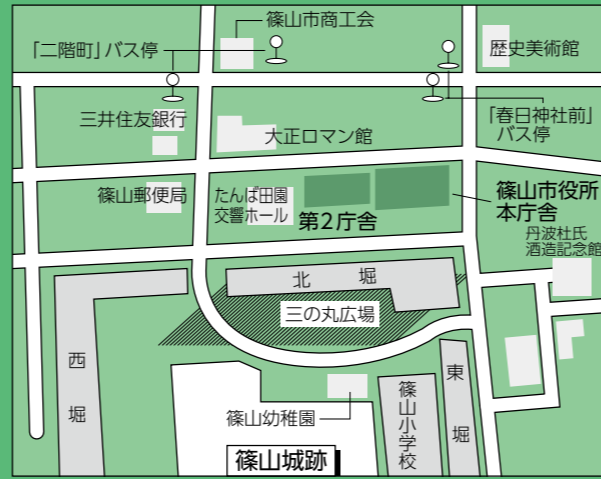 篠山市商工会
「二階町」バス停
歴史美術館
三井住友銀行
大正ロマン館
「春日神社前」
バス停
篠山郵便局
たんば田園
交響ホール
第2庁舎
篠山市役所
本庁舎
丹波杜氏
酒造記念館
北堀
三の丸広場
西堀
東堀
篠山小学校
篠山幼稚園
篠山城跡